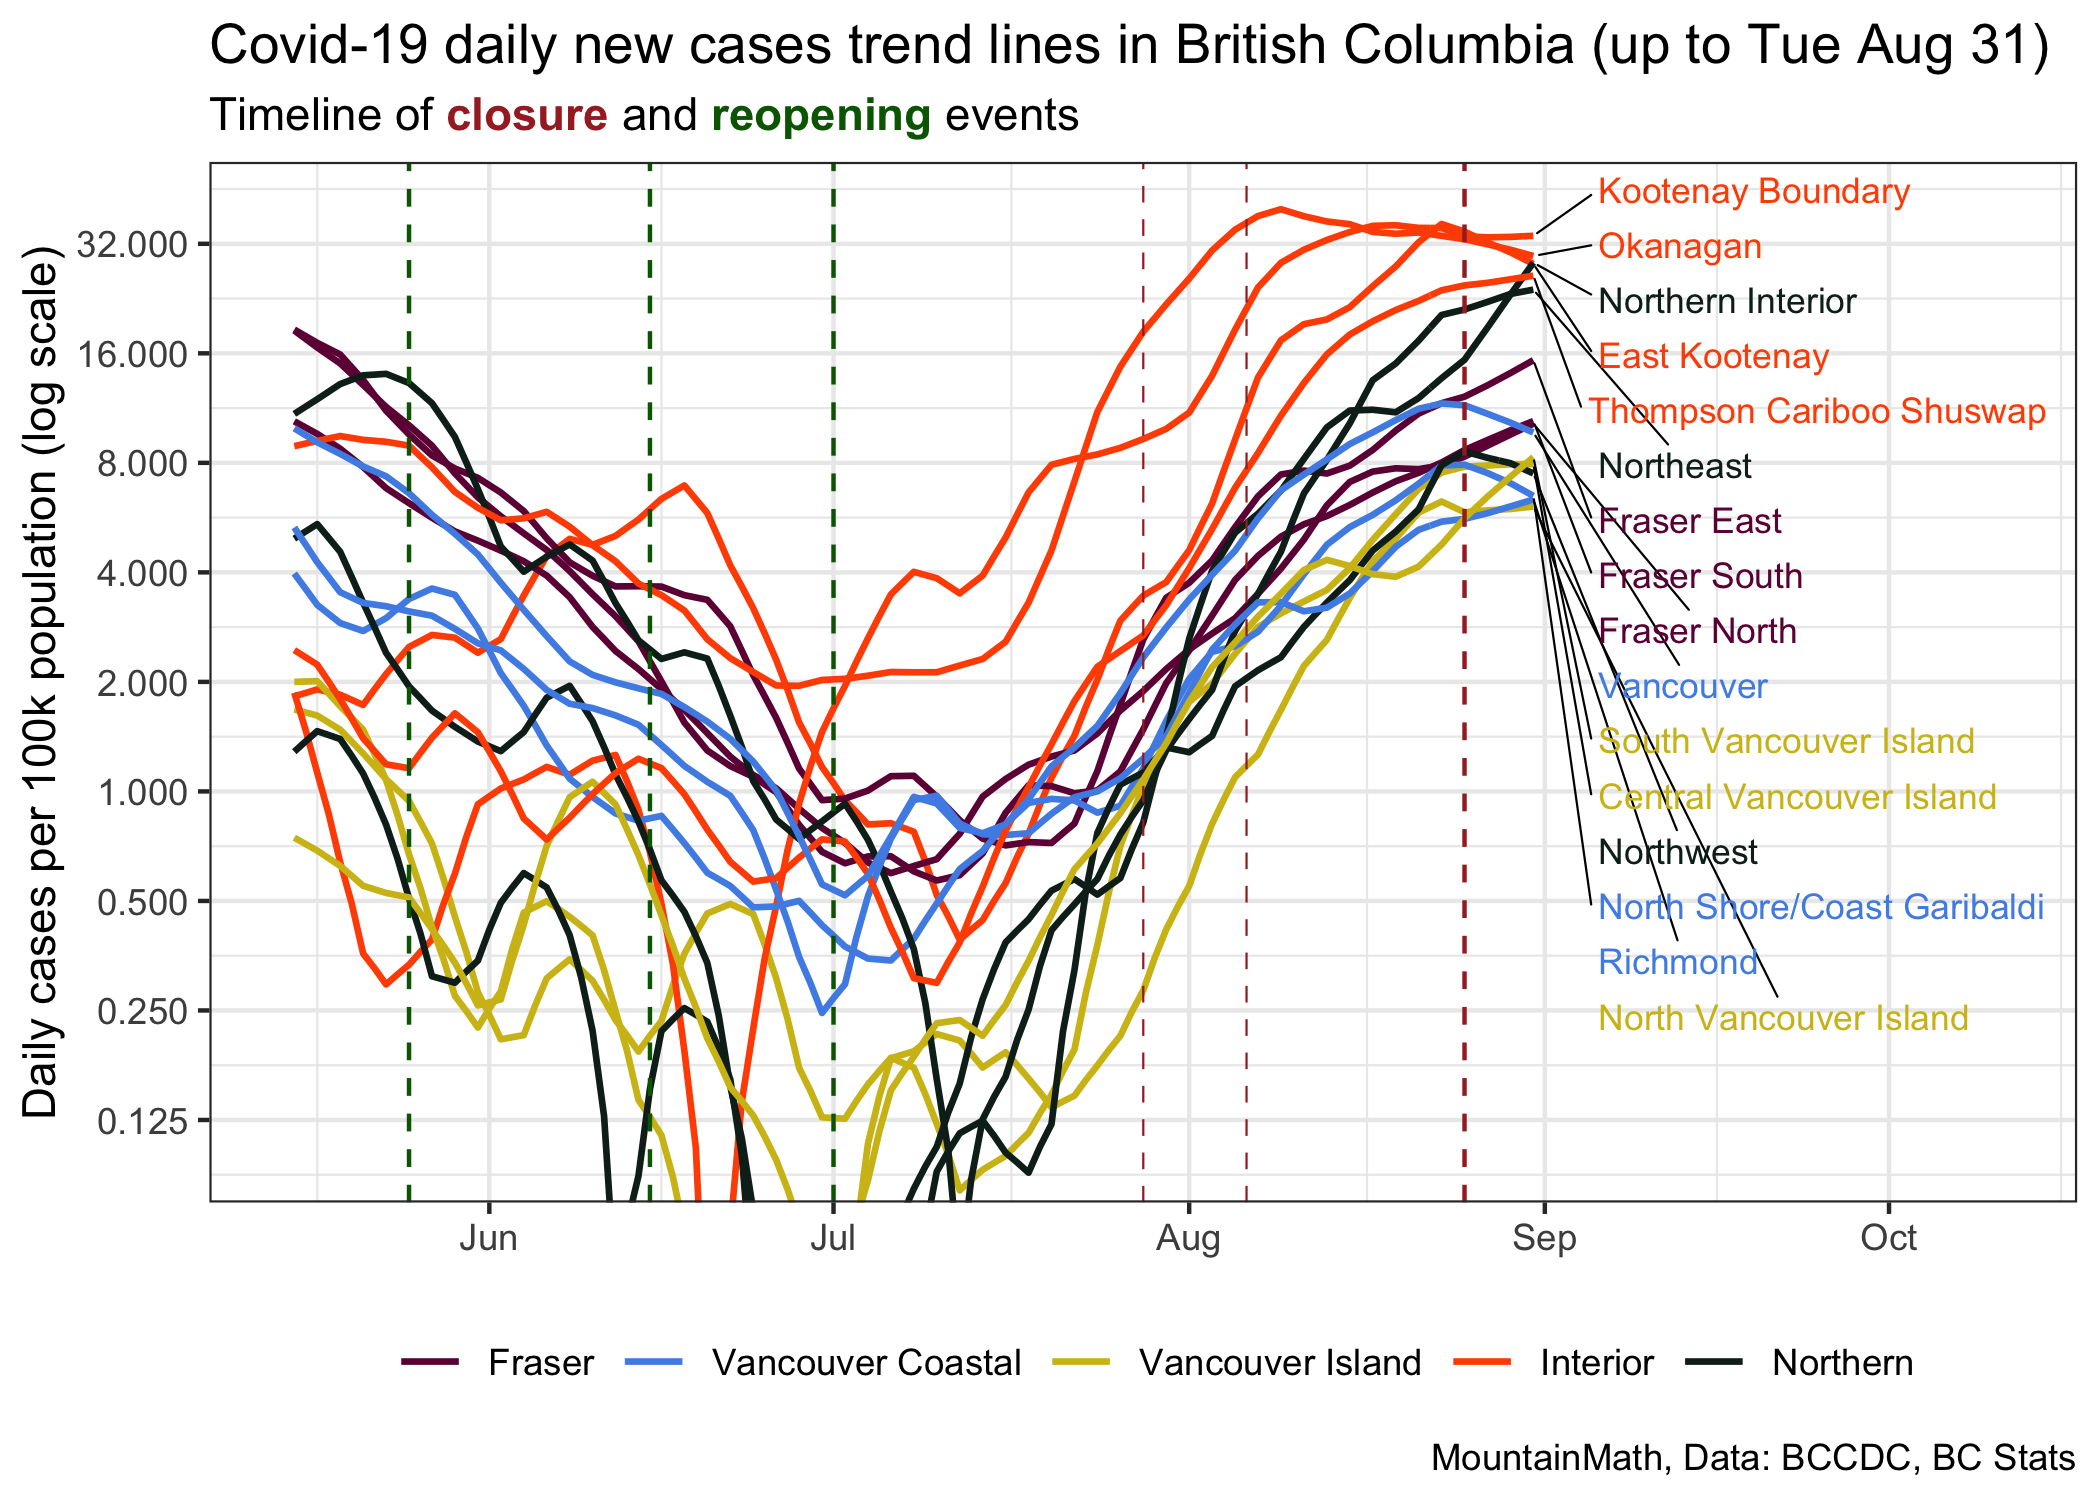 Covid-19 daily new cases trend lines in British Columbia (up to Tue Aug 31)
Timeline of closure and reopening events
Daily cases per 100k population (log scale)
32.000
16.000
8.000
4.000
2.000
1.000
0.500
0.250
0.125
Kootenay Boundary
Okanagan
Northern Interior
East Kootenay
Thompson Cariboo Shuswap
Northeast
Fraser East
Fraser South
Fraser North
Vancouver
South Vancouver Island
Central Vancouver Island
Northwest
North Shore/Coast Garibaldi
Richmond
North Vancouver Island
Jun Jul Aug Sep Oct
Fraser Vancouver Coastal Vancouver Island Interior Northern
MountainMath, Data: BCCDC, BC Stats